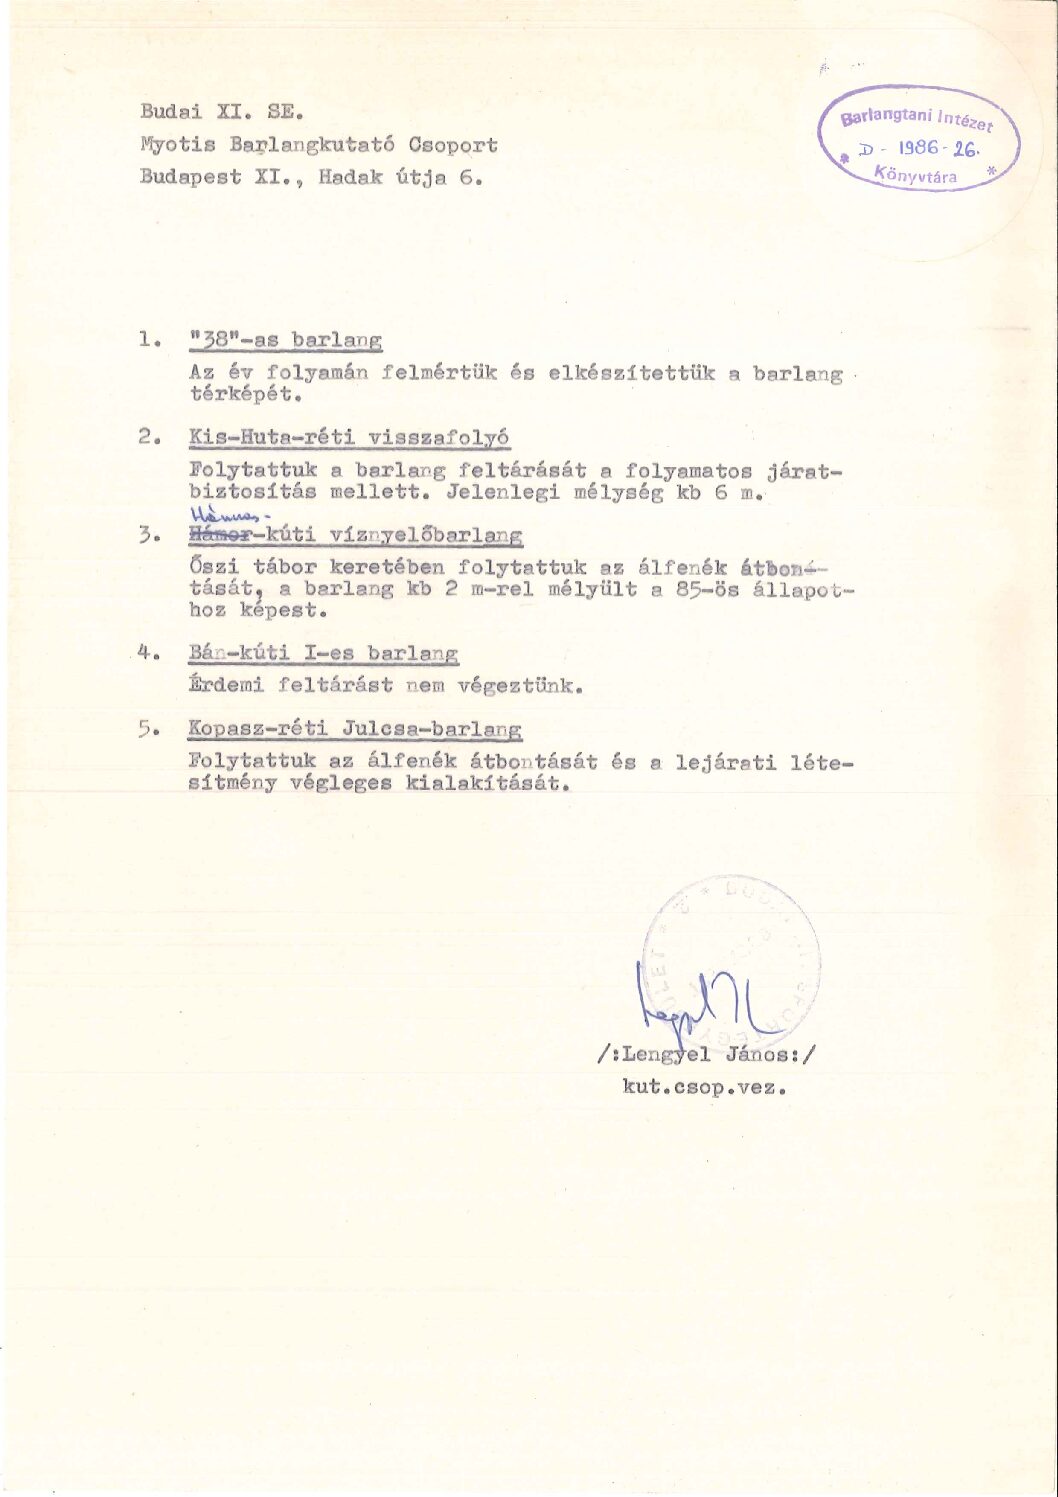 Budai XI. SE.
Myotis Barlangkutató Csoport
Budapest XI., Hadak útja 6.
Barlangtani Intézet
D - 1986 - 26.
* Könyvtára *
1. "38"-as barlang
Az év folyamán felmértük és elkészítettük a barlang
térképét.
2. Kis-Huta-réti visszafolyó
Folytattuk a barlang feltárását a folyamatos járat-
biztosítás mellett. Jelenlegi mélység kb 6 m.
3. Hámor-kúti víznyelőbarlang
Őszi tábor keretében folytattuk az álfenék átbon-
tását, a barlang kb 2 m-rel mélyült a 85-ös állapot-
hoz képest.
4. Bán-kúti I-es barlang
Érdemi feltárást nem végeztünk.
5. Kopasz-réti Julcsa-barlang
Folytattuk az álfenék átbontását és a lejárati léte-
sítmény végleges kialakítását.
/:Lengyel János:/
kut.csop.vez.